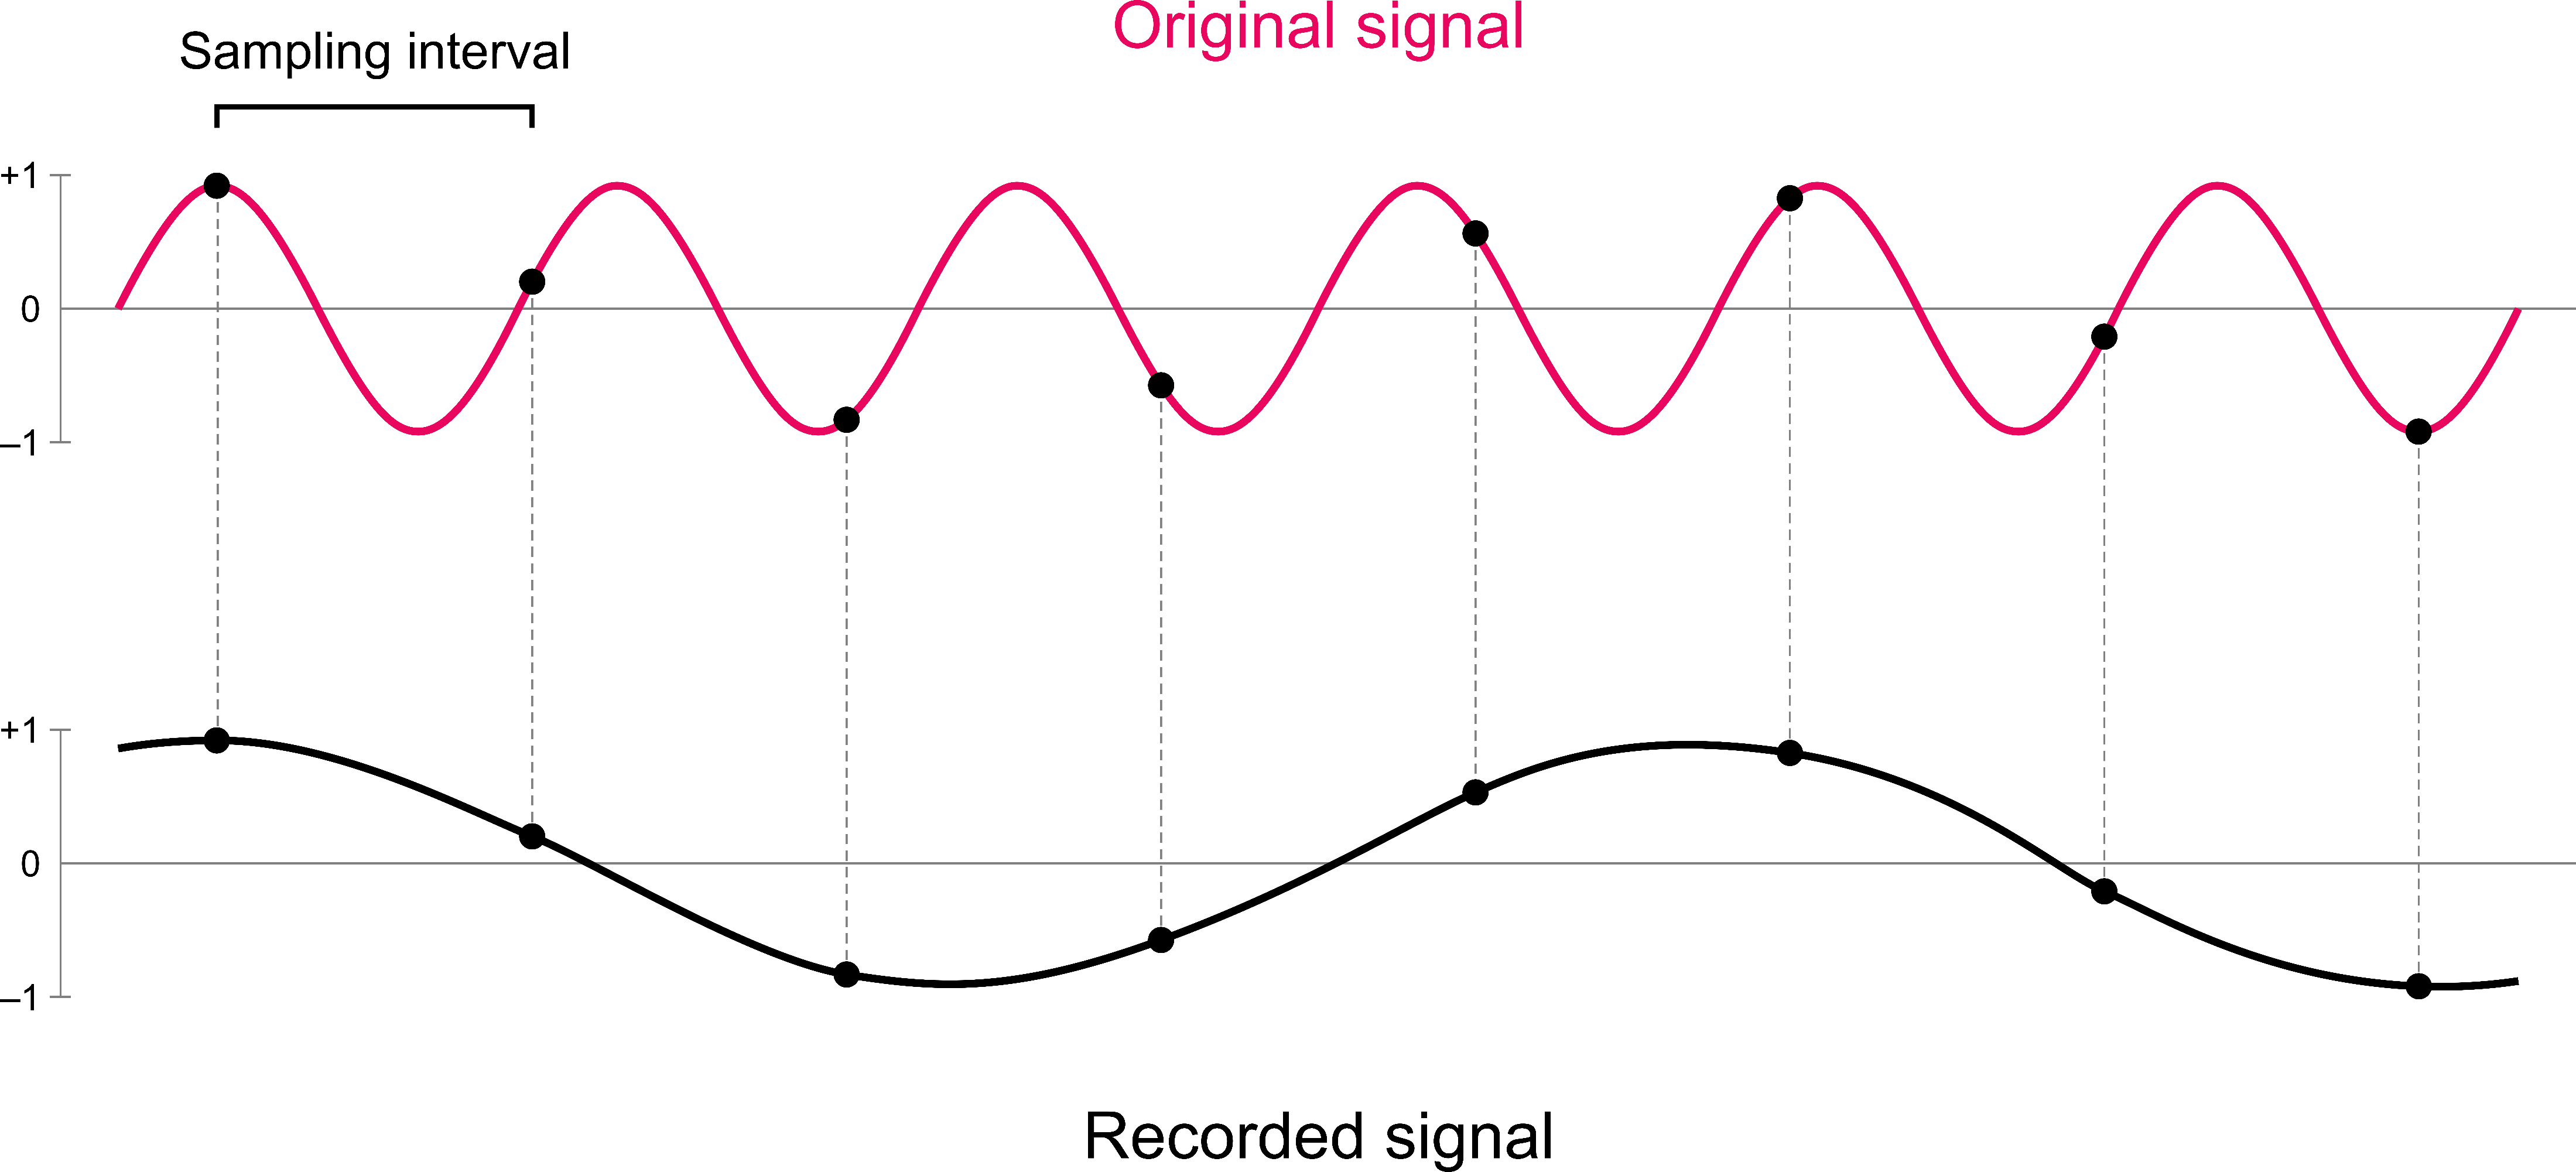 Original signal
Sampling interval
+1
0
–1
+1
0
–1
Recorded signal